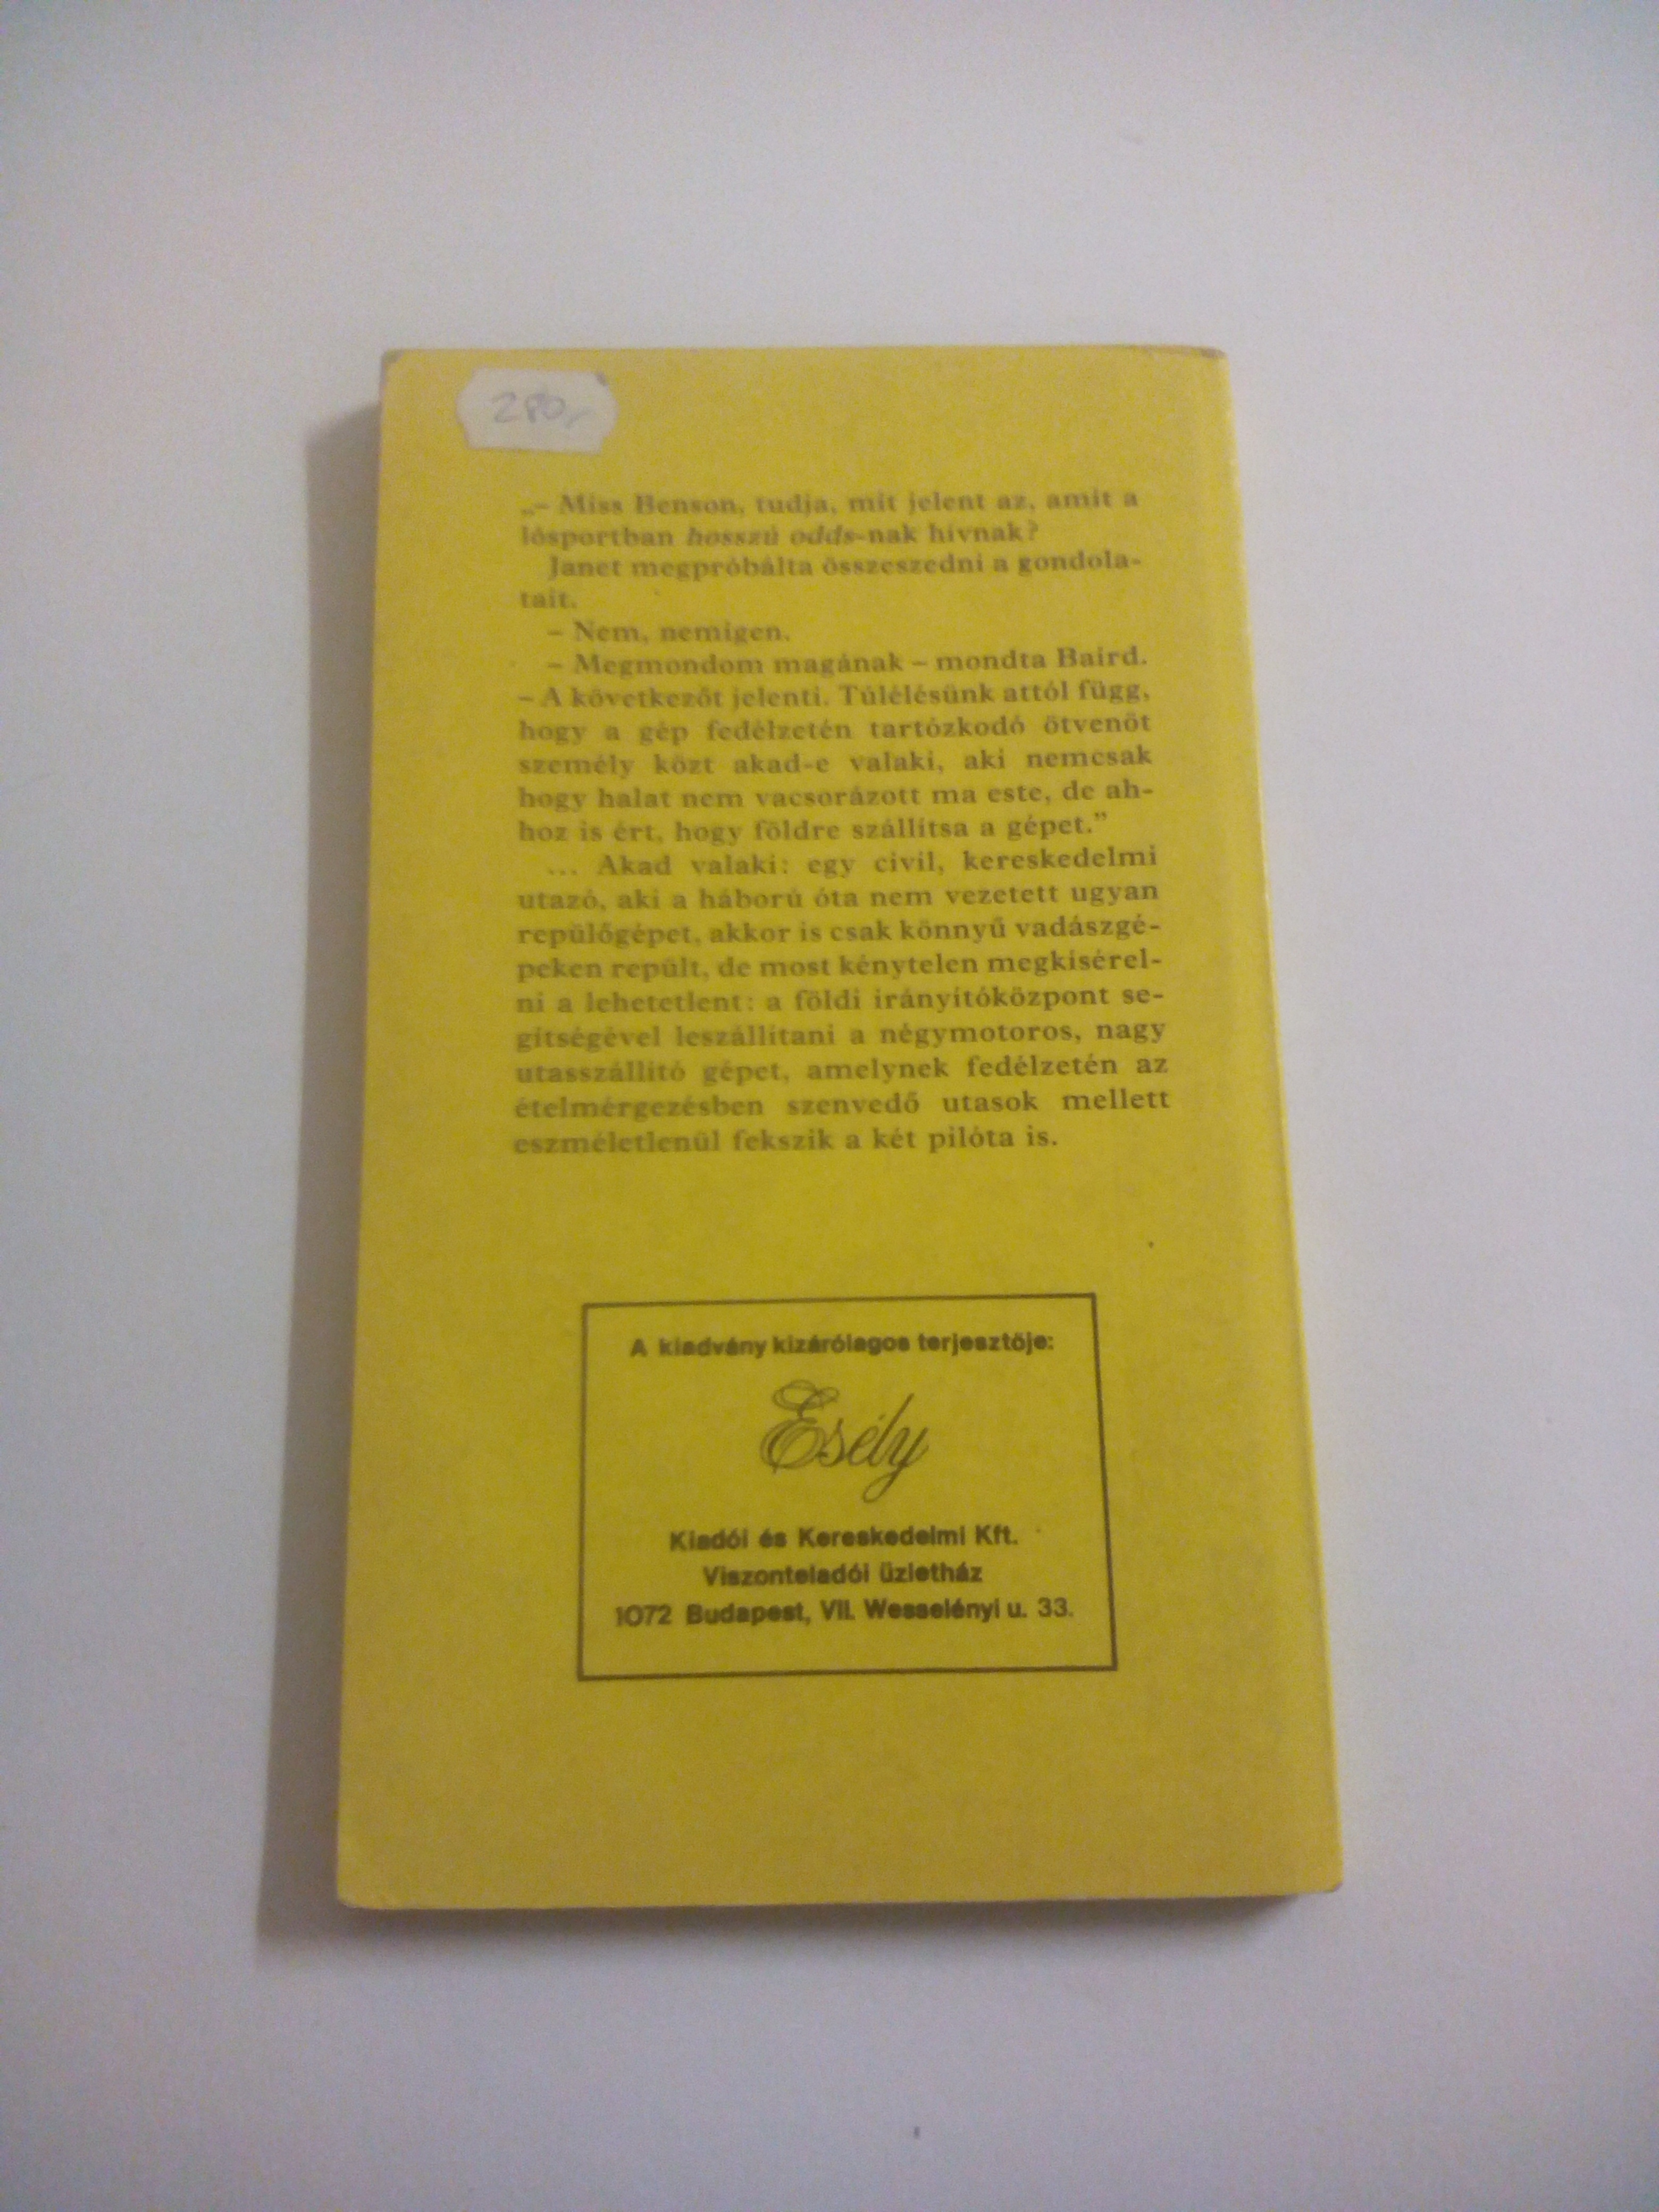 280,-
„– Miss Benson, tudja, mit jelent az, amit a
lósportban hosszú odds-nak hívnak?
Janet megpróbálta összeszedni a gondola-
tait.
– Nem, nemigen.
– Megmondom magának – mondta Baird.
– A következőt jelenti. Túlélésünk attól függ,
hogy a gép fedélzetén tartózkodó ötvenöt
személy közt akad-e valaki, aki nemcsak
hogy halat nem vacsorázott ma este, de ah-
hoz is ért, hogy földre szállítsa a gépet.”
... Akad valaki: egy civil, kereskedelmi
utazó, aki a háború óta nem vezetett ugyan
repülőgépet, akkor is csak könnyű vadászgé-
peken repült, de most kénytelen megkísérel-
ni a lehetetlent: a földi irányítóközpont se-
gítségével leszállítani a négymotoros, nagy
utasszállító gépet, amelynek fedélzetén az
ételmérgezésben szenvedő utasok mellett
eszméletlenül fekszik a két pilóta is.
A kiadvány kizárólagos terjesztője:
Esély
Kiadói és Kereskedelmi Kft.
Viszonteladói üzletház
1072 Budapest, VII. Wesselényi u. 33.